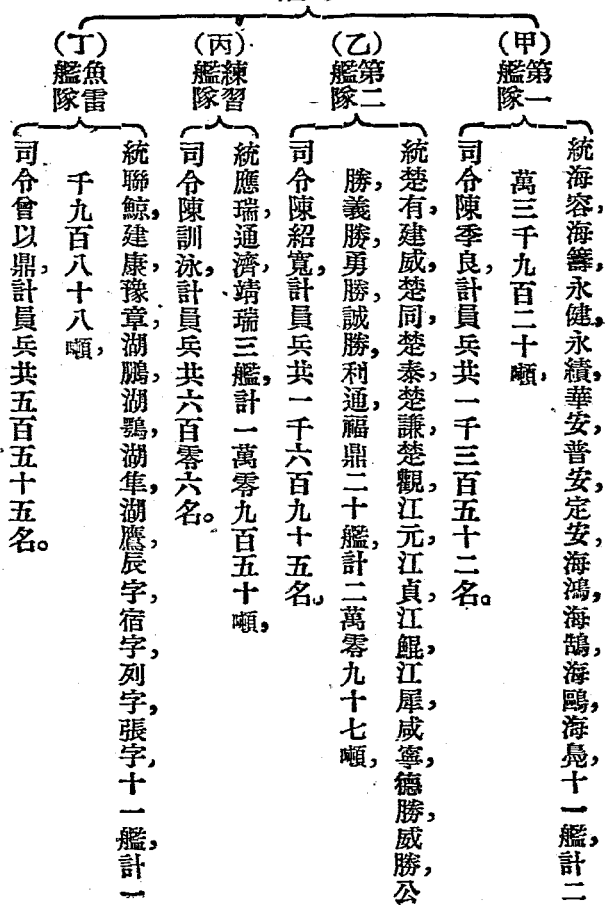 (甲)第一艦隊
統海容,海籌,永健,永績,華安,普安,定安,海鴻,海鵠,海鷗,海鳧,十一艦,計二
萬三千九百二十噸,
司令陳季良,計員兵共一千三百五十二名。
(乙)第二艦隊
統楚有,建威,楚同,楚泰,楚謙,楚觀,江元,江貞,江鯤,江犀,咸寧,德勝,威勝,公
勝,義勝,勇勝,誠勝,利通,福鼎二十艦,計二萬零九十七噸,
司令陳紹寬,計員兵共一千六百九十五名。
(丙)練習艦隊
統應瑞,通濟,靖瑞三艦,計一萬零九百五十噸,
司令陳訓泳,計員兵共六百零六名。
(丁)魚雷艦隊
統聯鯨,建康,豫章,湖鵬,湖鶚,湖隼,湖鷹,辰字,宿字,列字,張字,十一艦,計一
千九百八十八噸,
司令曾以鼎,計員兵共五百五十五名。